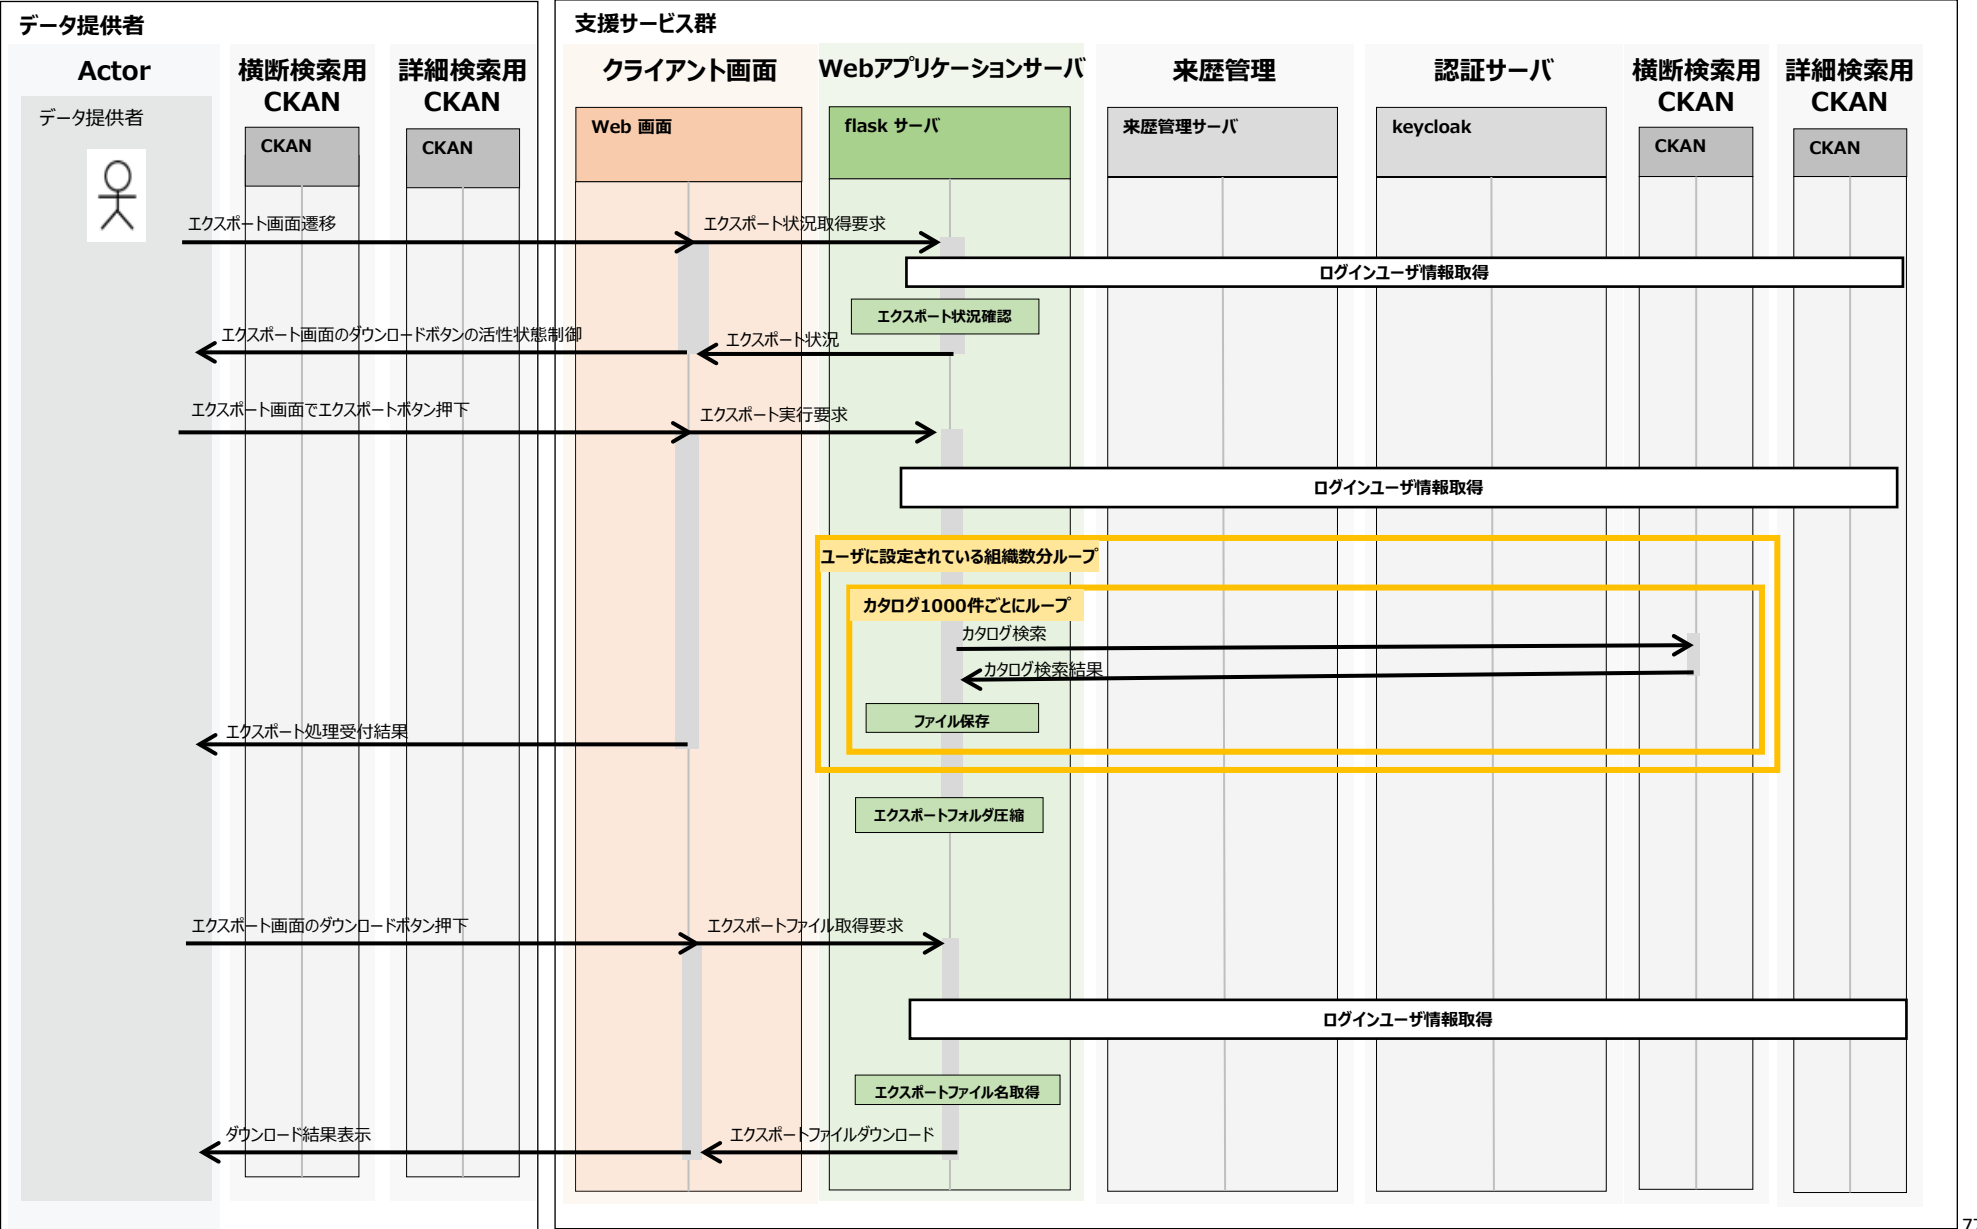 データ提供者
支援サービス群
Actor
横断検索用
CKAN
詳細検索用
CKAN
クライアント画面
Webアプリケーションサーバ
来歴管理
認証サーバ
横断検索用
CKAN
詳細検索用
CKAN
データ提供者
CKAN
CKAN
Web 画面
flask サーバ
来歴管理サーバ
keycloak
CKAN
CKAN
エクスポート画面遷移
エクスポート状況取得要求
ログインユーザ情報取得
エクスポート状況確認
エクスポート画面のダウンロードボタンの活性状態制御
エクスポート状況
エクスポート画面でエクスポートボタン押下
エクスポート実行要求
ログインユーザ情報取得
ユーザに設定されている組織数分ループ
カタログ1000件ごとにループ
カタログ検索
カタログ検索結果
ファイル保存
エクスポート処理受付結果
エクスポートフォルダ圧縮
エクスポート画面のダウンロードボタン押下
エクスポートファイル取得要求
ログインユーザ情報取得
エクスポートファイル名取得
ダウンロード結果表示
エクスポートファイルダウンロード